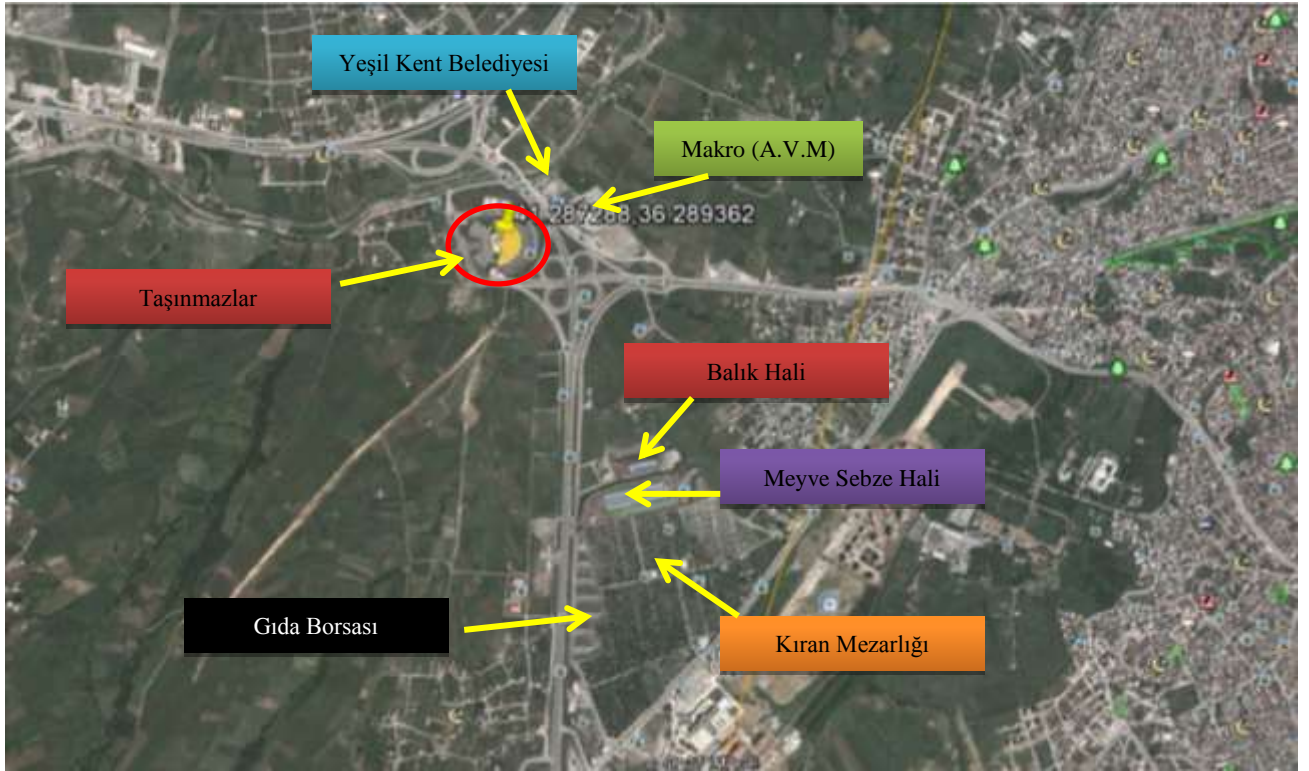 Yeşil Kent Belediyesi
Makro (A.V.M)
Taşınmazlar
Balık Hali
Meyve Sebze Hali
Gıda Borsası
Kıran Mezarlığı